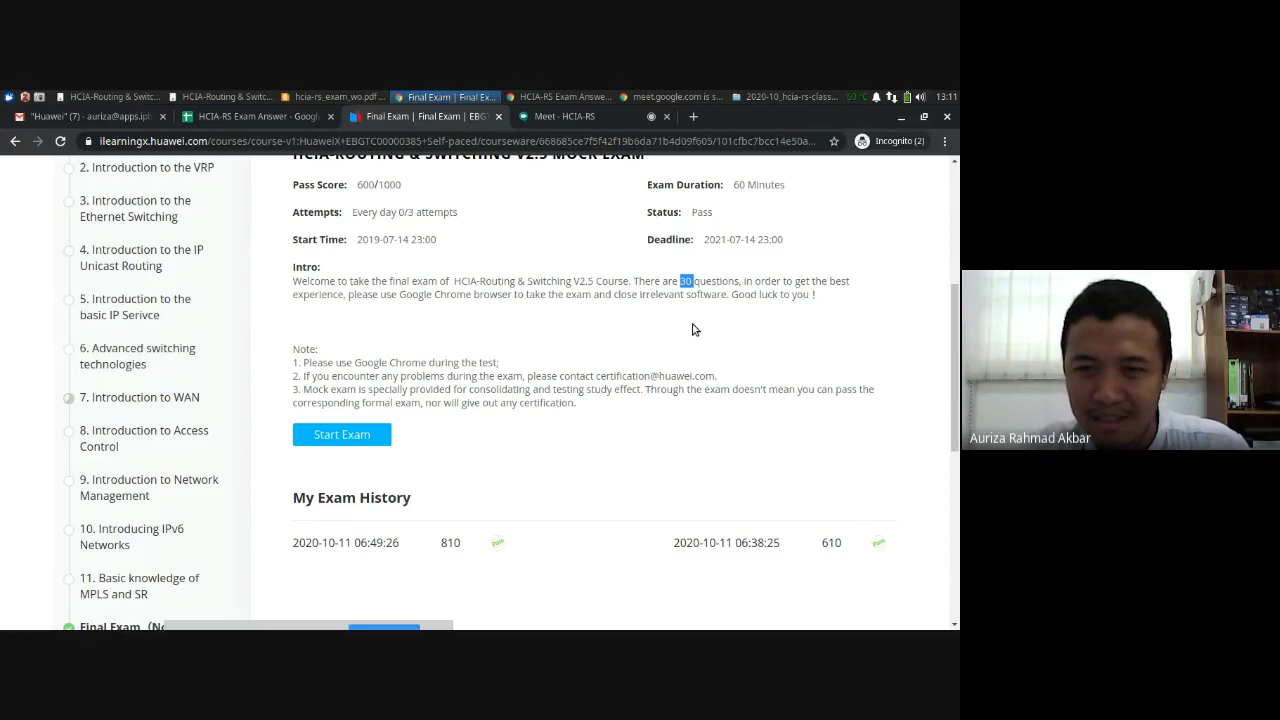 HCIA-Routing & Switc... HCIA-Routing & Switc... hcia-rs_exam_wo.pdf ... Final Exam | Final Ex... HCIA-RS Exam Answe... meet.google.com is s... 2020-10_hcia-rs-class... 60 °C 13:11
"Huawei" (7) - auriza@apps.ipb HCIA-RS Exam Answer - Googl Final Exam | Final Exam | EBG Meet - HCIA-RS
ilearningx.huawei.com/courses/course-v1:HuaweiX+EBGTC00000385+Self-paced/courseware/668685ce7f5f42f19b6da71b4d09f605/101cfbc7bcc14e50a... Incognito (2)
2. Introduction to the VRP
3. Introduction to the
Ethernet Switching
4. Introduction to the IP
Unicast Routing
5. Introduction to the
basic IP Serivce
6. Advanced switching
technologies
7. Introduction to WAN
8. Introduction to Access
Control
9. Introduction to Network
Management
10. Introducing IPv6
Networks
11. Basic knowledge of
MPLS and SR
Final Exam (No
HCIA-ROUTING & SWITCHING V2.5 MOCK EXAM
Pass Score: 600/1000 Exam Duration: 60 Minutes
Attempts: Every day 0/3 attempts Status: Pass
Start Time: 2019-07-14 23:00 Deadline: 2021-07-14 23:00
Intro:
Welcome to take the final exam of HCIA-Routing & Switching V2.5 Course. There are 30 questions, in order to get the best
experience, please use Google Chrome browser to take the exam and close irrelevant software. Good luck to you！
Note:
1. Please use Google Chrome during the test;
2. If you encounter any problems during the exam, please contact certification@huawei.com.
3. Mock exam is specially provided for consolidating and testing study effect. Through the exam doesn't mean you can pass the
corresponding formal exam, nor will give out any certification.
Start Exam
My Exam History
2020-10-11 06:49:26 810 Pass 2020-10-11 06:38:25 610 Pass
Auriza Rahmad Akbar